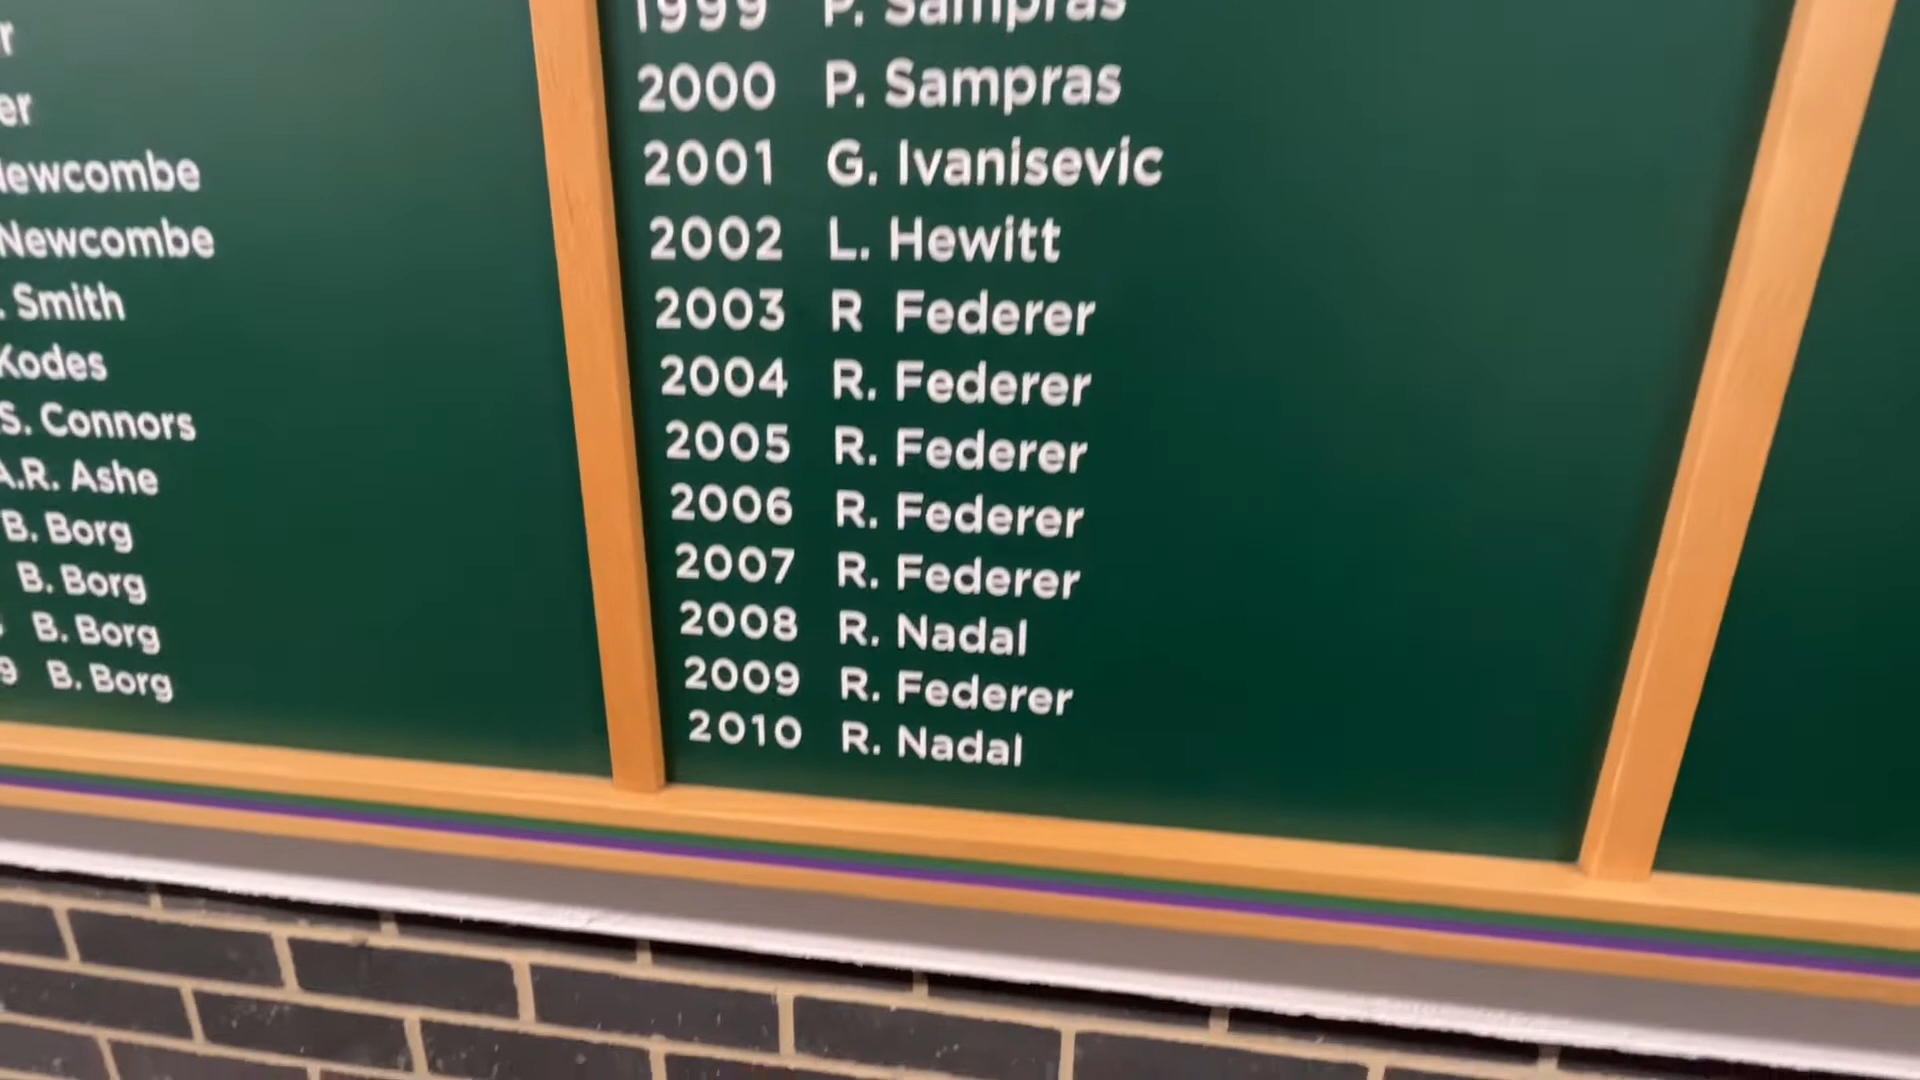 r
er
ewcombe
Newcombe
. Smith
Kodes
S. Connors
A.R. Ashe
B. Borg
B. Borg
B. Borg
9 B. Borg
1999 P. Sampras
2000 P. Sampras
2001 G. Ivanisevic
2002 L. Hewitt
2003 R Federer
2004 R. Federer
2005 R. Federer
2006 R. Federer
2007 R. Federer
2008 R. Nadal
2009 R. Federer
2010 R. Nadal